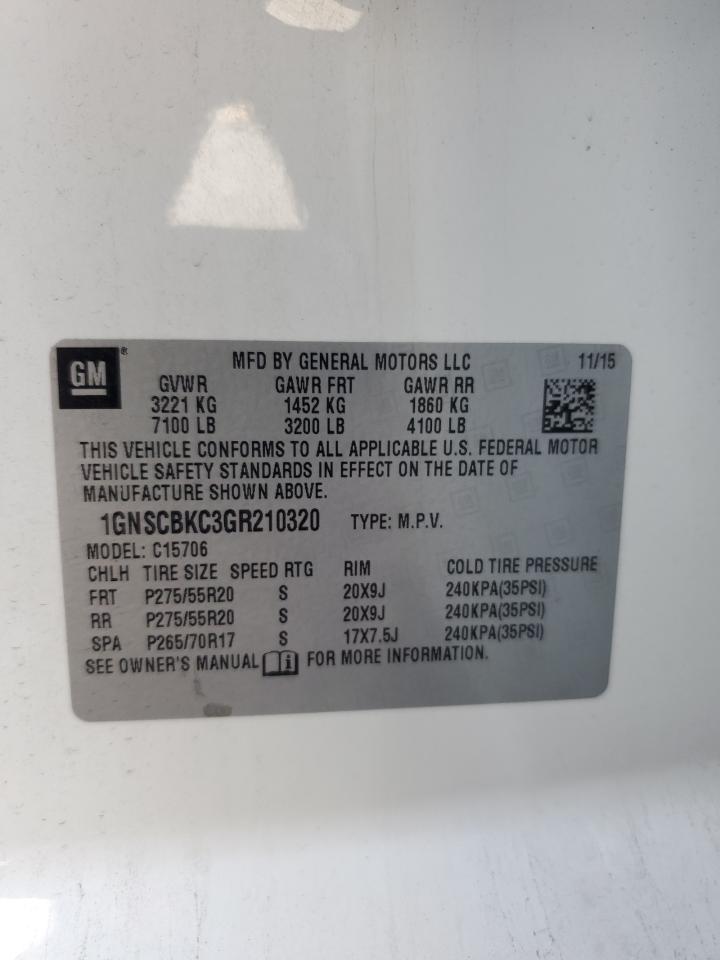 GM ® MFD BY GENERAL MOTORS LLC 11/15
GVWR GAWR FRT GAWR RR
3221 KG 1452 KG 1860 KG
7100 LB 3200 LB 4100 LB
THIS VEHICLE CONFORMS TO ALL APPLICABLE U.S. FEDERAL MOTOR
VEHICLE SAFETY STANDARDS IN EFFECT ON THE DATE OF
MANUFACTURE SHOWN ABOVE.
1GNSCBKC3GR210320 TYPE: M.P.V.
MODEL: C15706
CHLH TIRE SIZE SPEED RTG RIM COLD TIRE PRESSURE
FRT P275/55R20 S 20X9J 240KPA(35PSI)
RR P275/55R20 S 20X9J 240KPA(35PSI)
SPA P265/70R17 S 17X7.5J 240KPA(35PSI)
SEE OWNER'S MANUAL i FOR MORE INFORMATION.